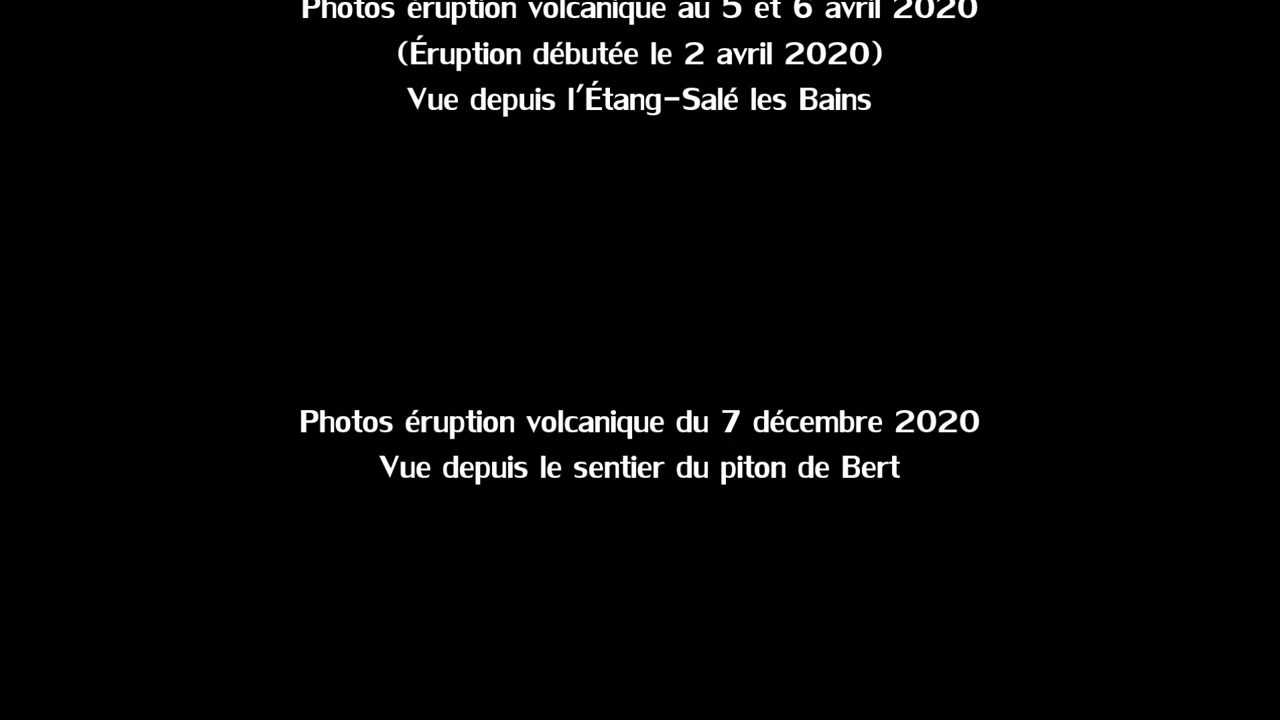 Photos éruption volcanique au 5 et 6 avril 2020
(Éruption débutée le 2 avril 2020)
Vue depuis l'Étang-Salé les Bains
Photos éruption volcanique du 7 décembre 2020
Vue depuis le sentier du piton de Bert